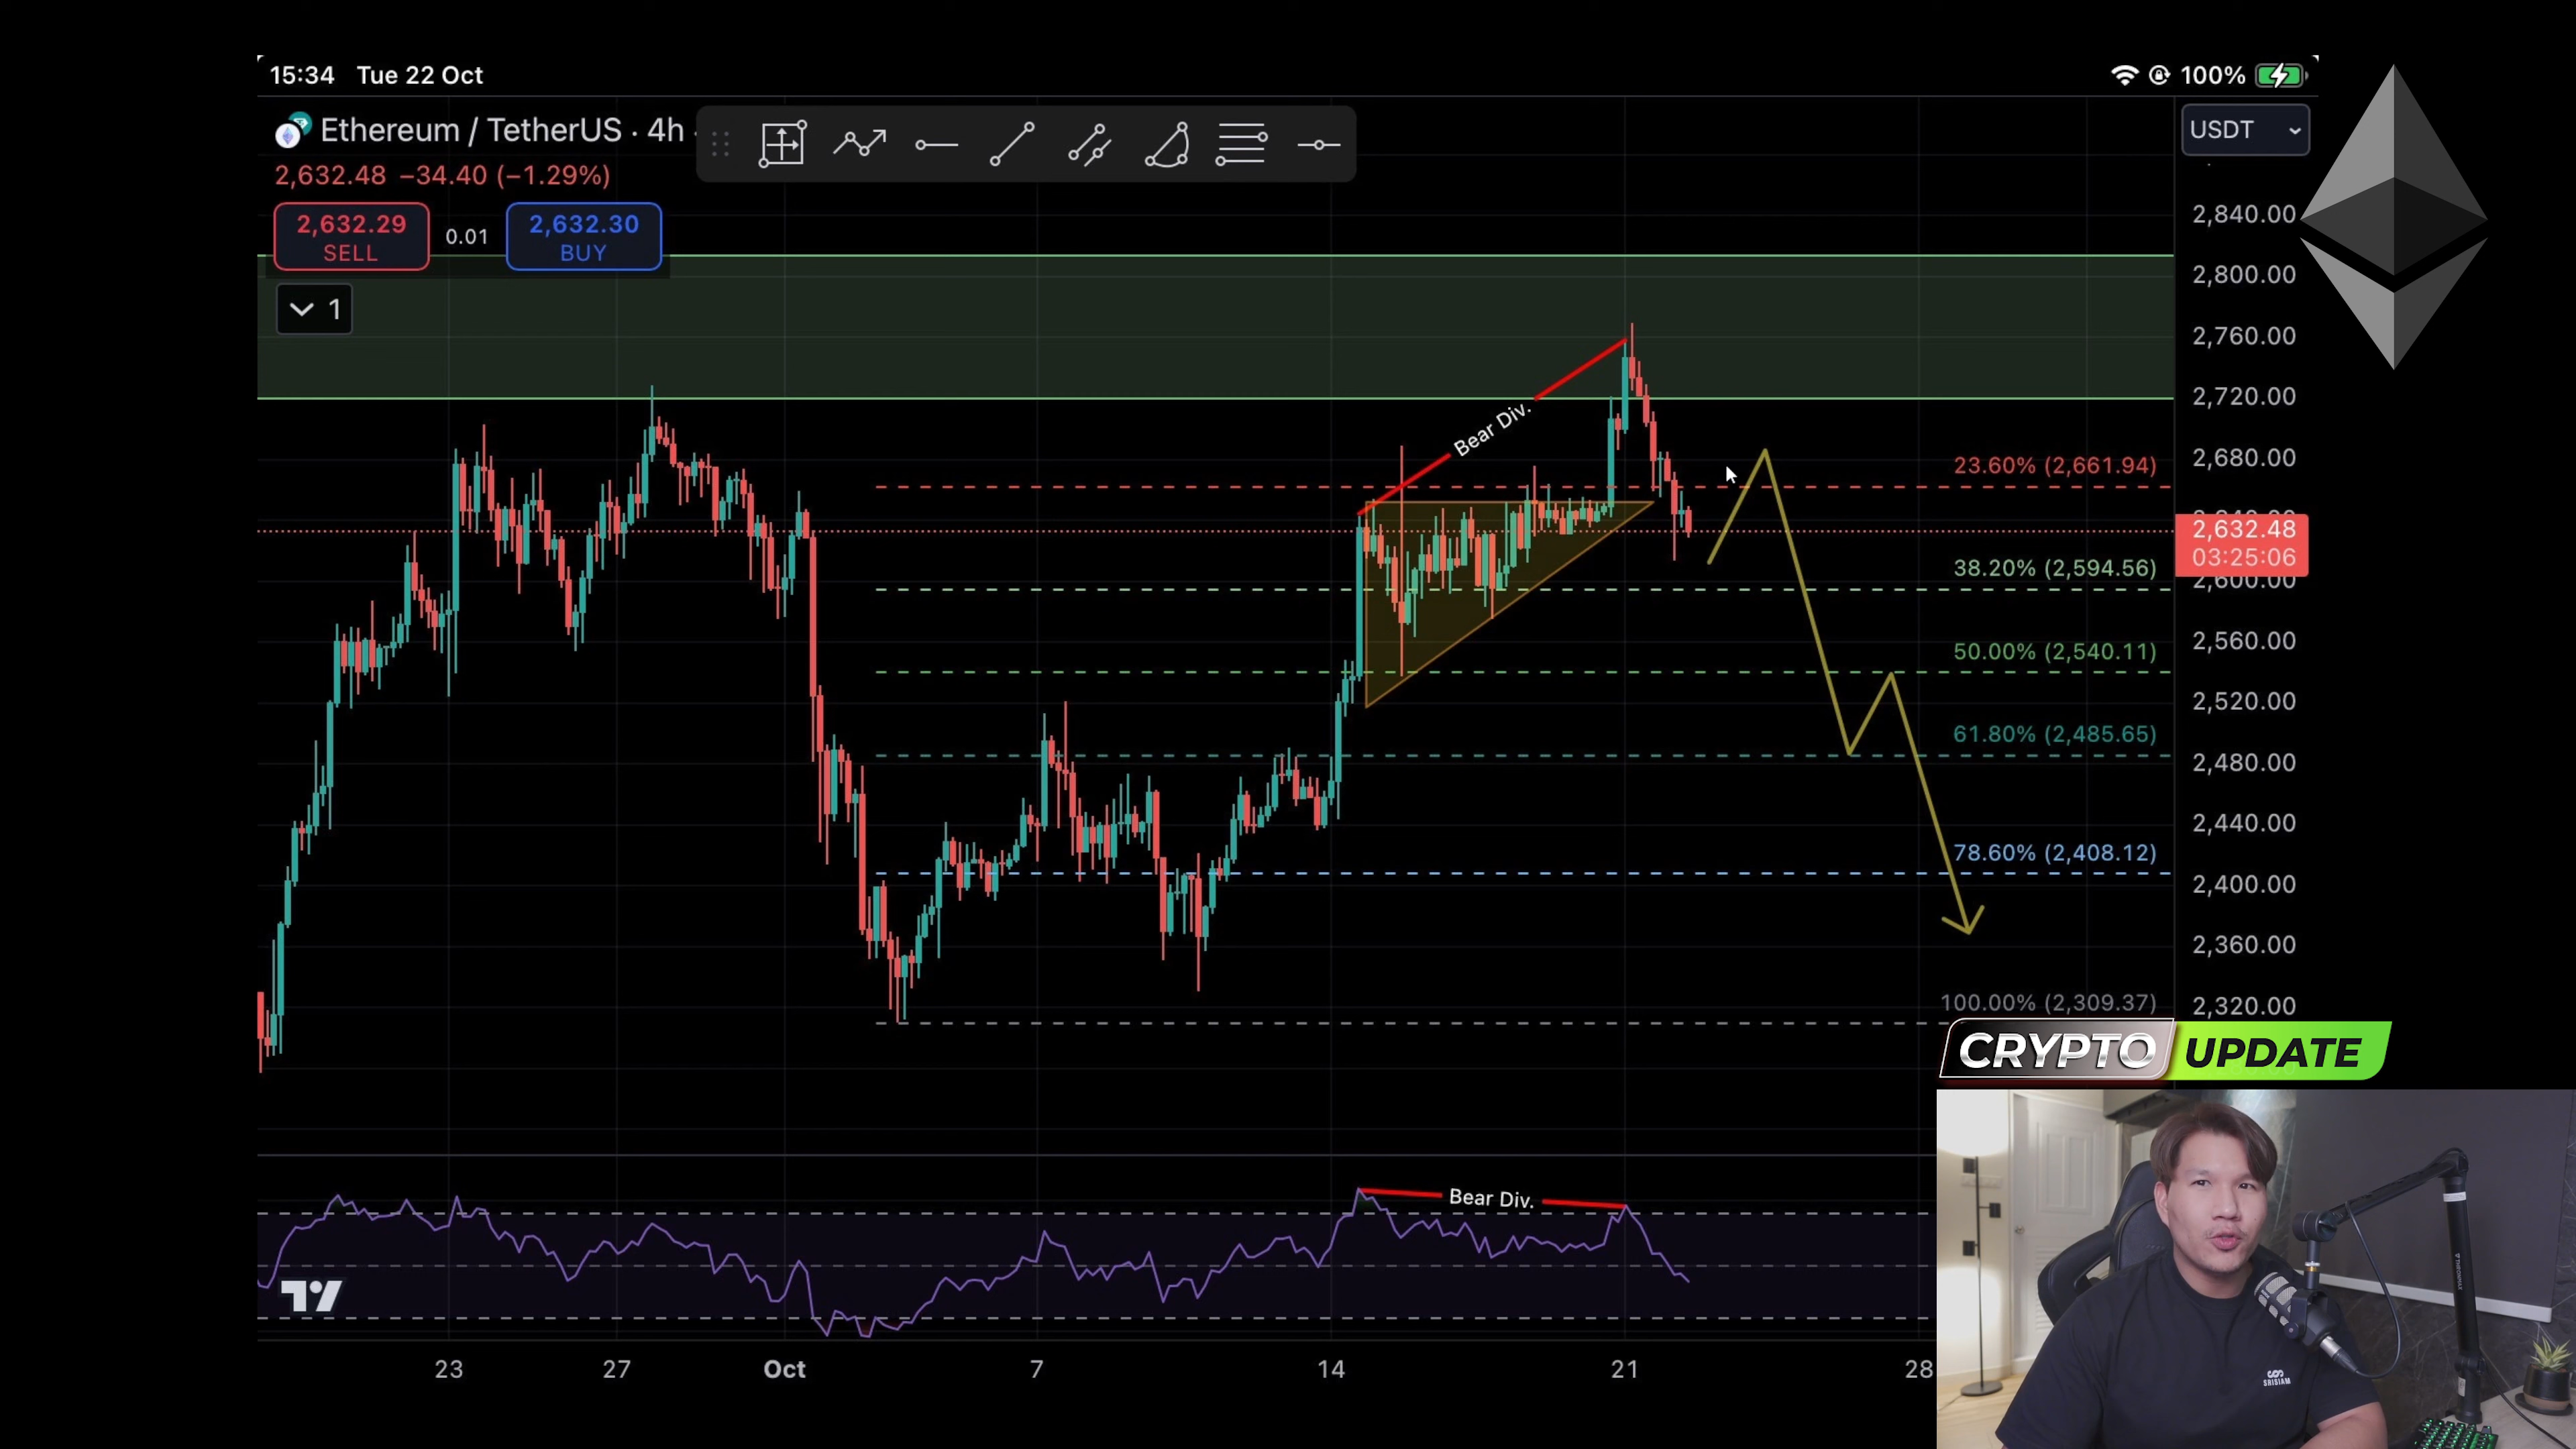 15:34 Tue 22 Oct
100%
Ethereum / TetherUS · 4h ·
USDT
2,632.48 −34.40 (−1.29%)
2,632.29
SELL
0.01
2,632.30
BUY
1
2,840.00
2,800.00
2,760.00
2,720.00
2,680.00
2,632.48
03:25:06
2,600.00
2,560.00
2,520.00
2,480.00
2,440.00
2,400.00
2,360.00
2,320.00
Bear Div.
23.60% (2,661.94)
38.20% (2,594.56)
50.00% (2,540.11)
61.80% (2,485.65)
78.60% (2,408.12)
100.00% (2,309.37)
CRYPTO UPDATE
Bear Div.
23 27 Oct 7 14 21 28
SRISIAM